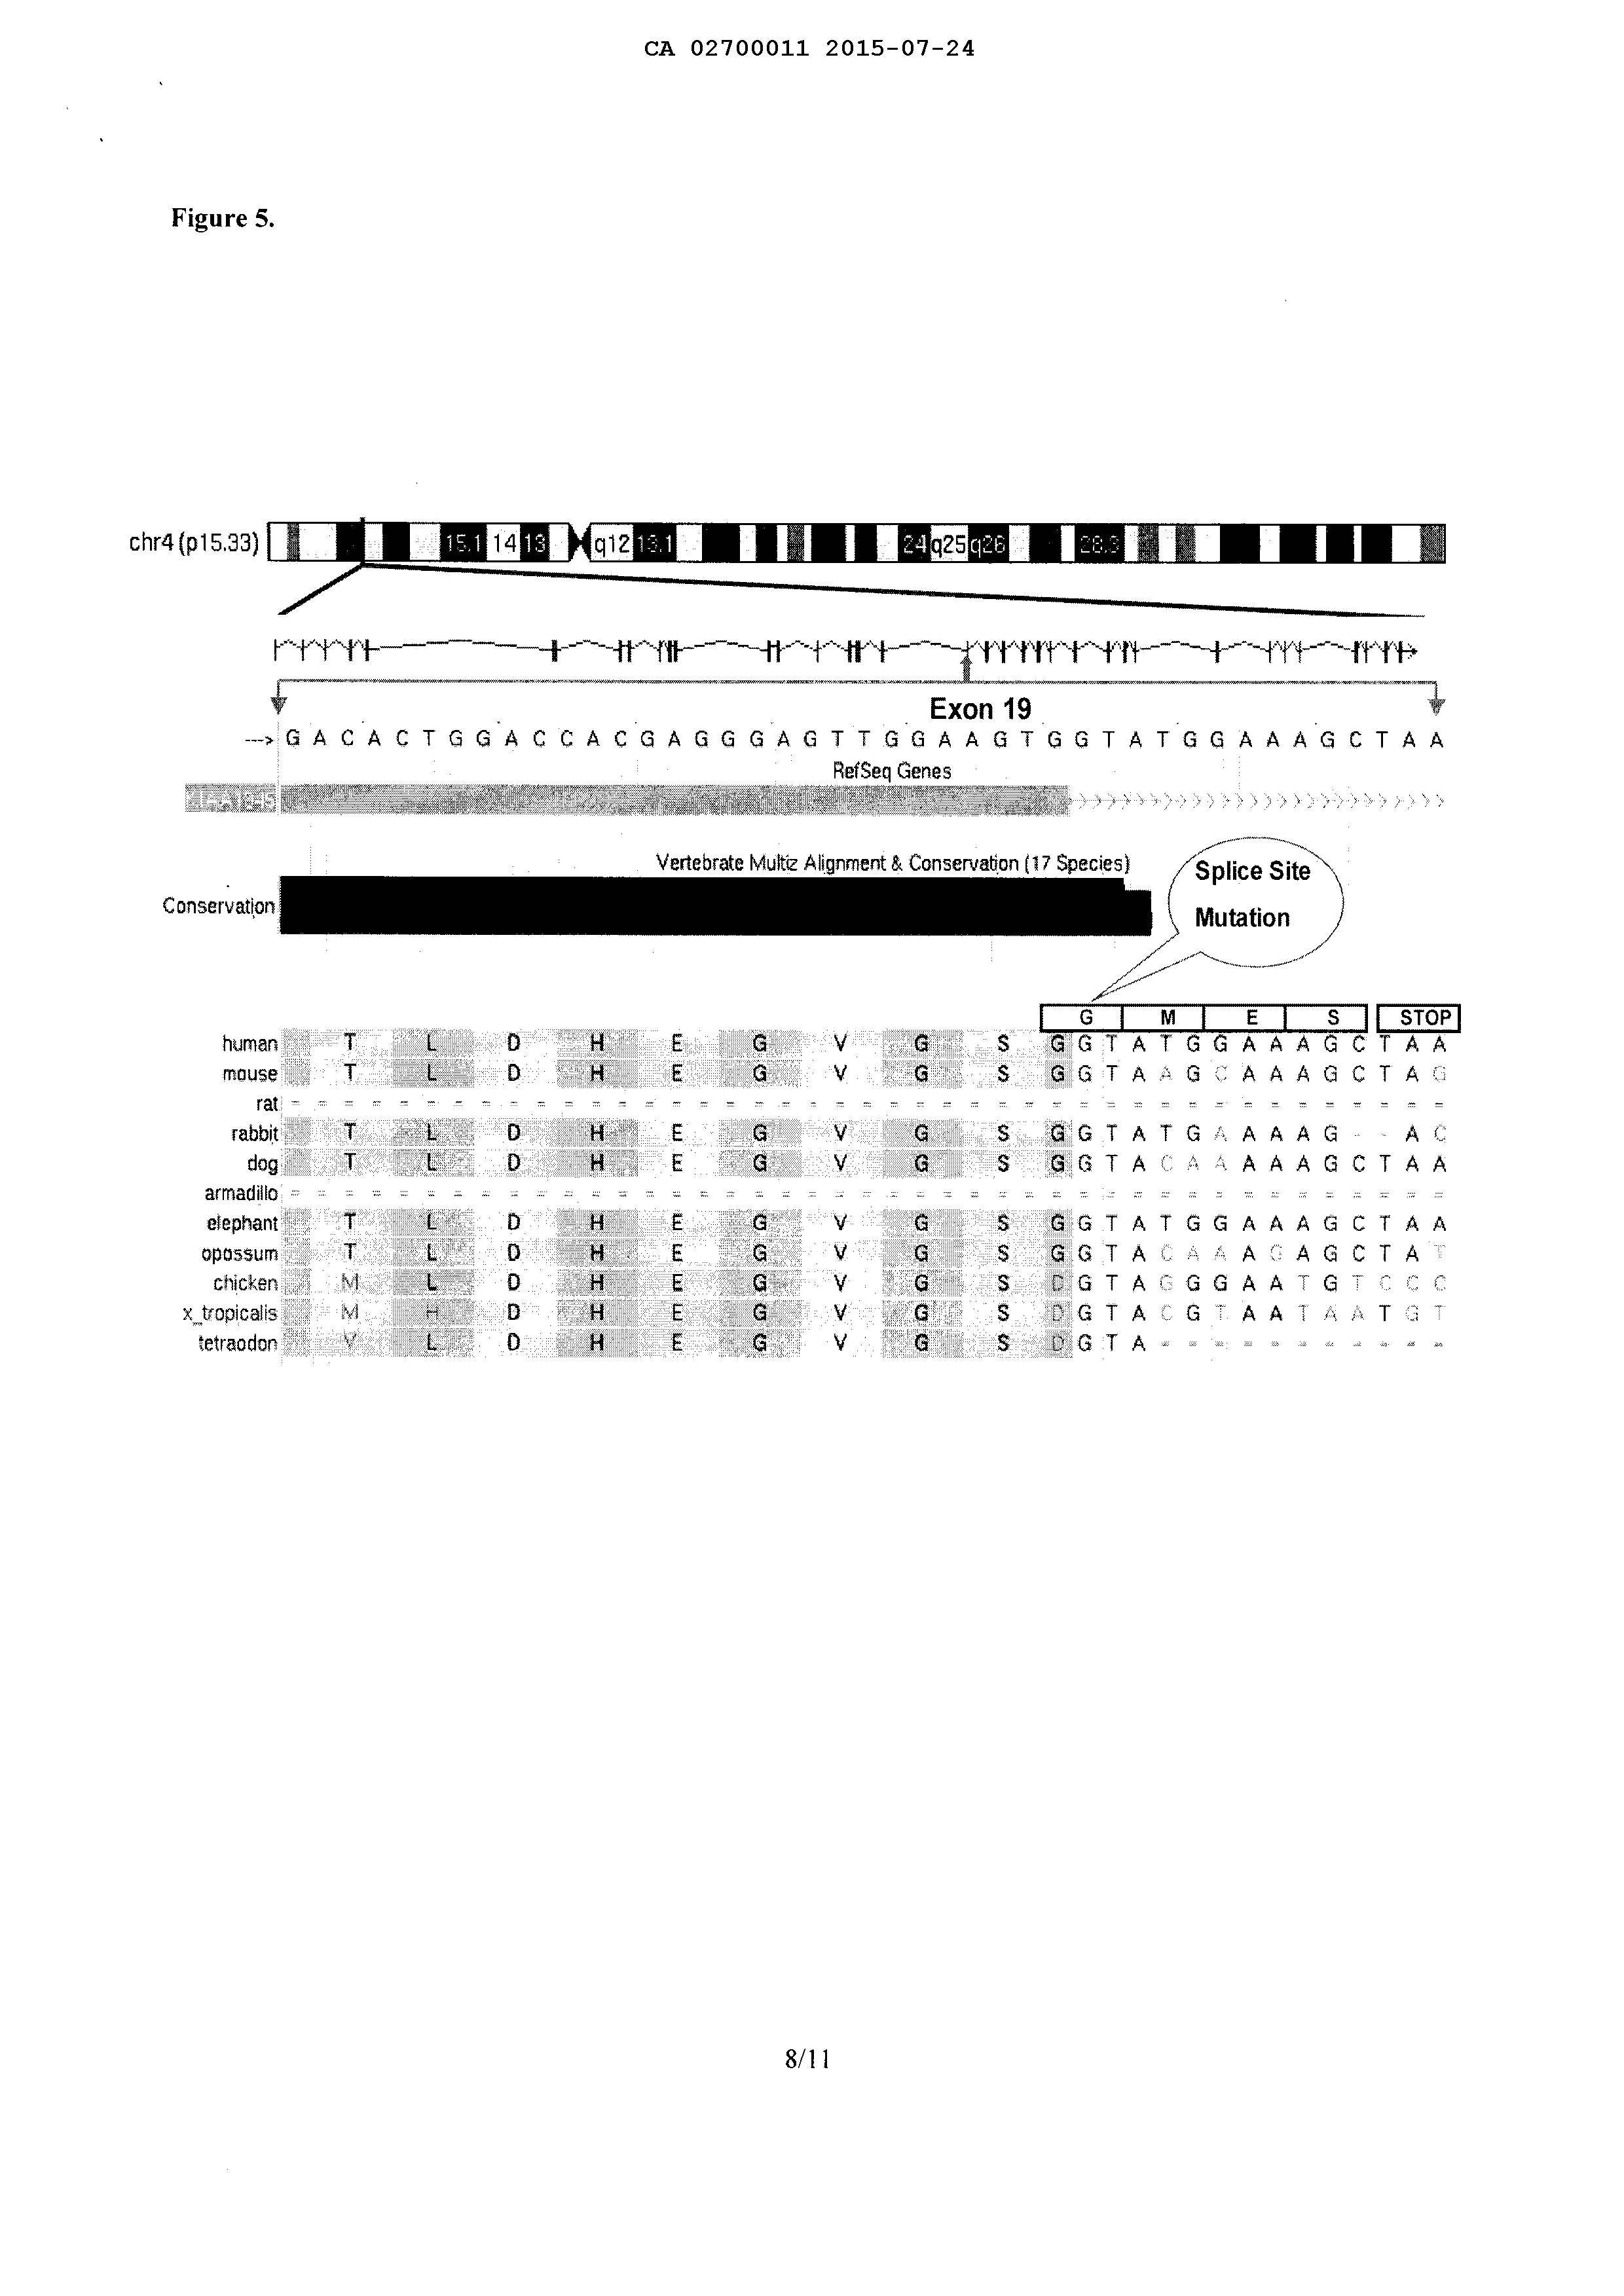 CA 02700011 2015-07-24
Figure 5.
chr4 (p15.33) 15.1 14 13 q12 13.1 24 q25 q26 28.3
Exon 19
---> G A C A C T G G A C C A C G A G G G A G T T G G A A G T G G T A T G G A A A G C T A A
RefSeq Genes
Vertebrate Multiz Alignment & Conservation (17 Species)
Conservation
Splice Site
Mutation
G M E S STOP
human T L D H E G V G S G G T A T G G A A A G C T A A
mouse T L D H E G V G S G G T A A G C A A A G C T A G
rat = = = = = = = = = = = = = = = = = = = = = = = = = = = = = = = = = = = = = = = = = = =
rabbit T L D H E G V G S G G T A T G A A A A G - - A C
dog T L D H E G V G S G G T A C A A A A A G C T A A
armadillo = = = = = = = = = = = = = = = = = = = = = = = = = = = = = = = = = = = = = = = = = = =
elephant T L D H E G V G S G G T A T G G A A A G C T A A
opossum T L D H E G V G S G G T A C A A A G A G C T A T
chicken M L D H E G V G S D G T A G G G A A T G T C C C
x_tropicalis M H D H E G V G S D G T A C G T A A T A A T G T
tetraodon V L D H E G V G S D G T A = = = = = = = = = = =
8/11